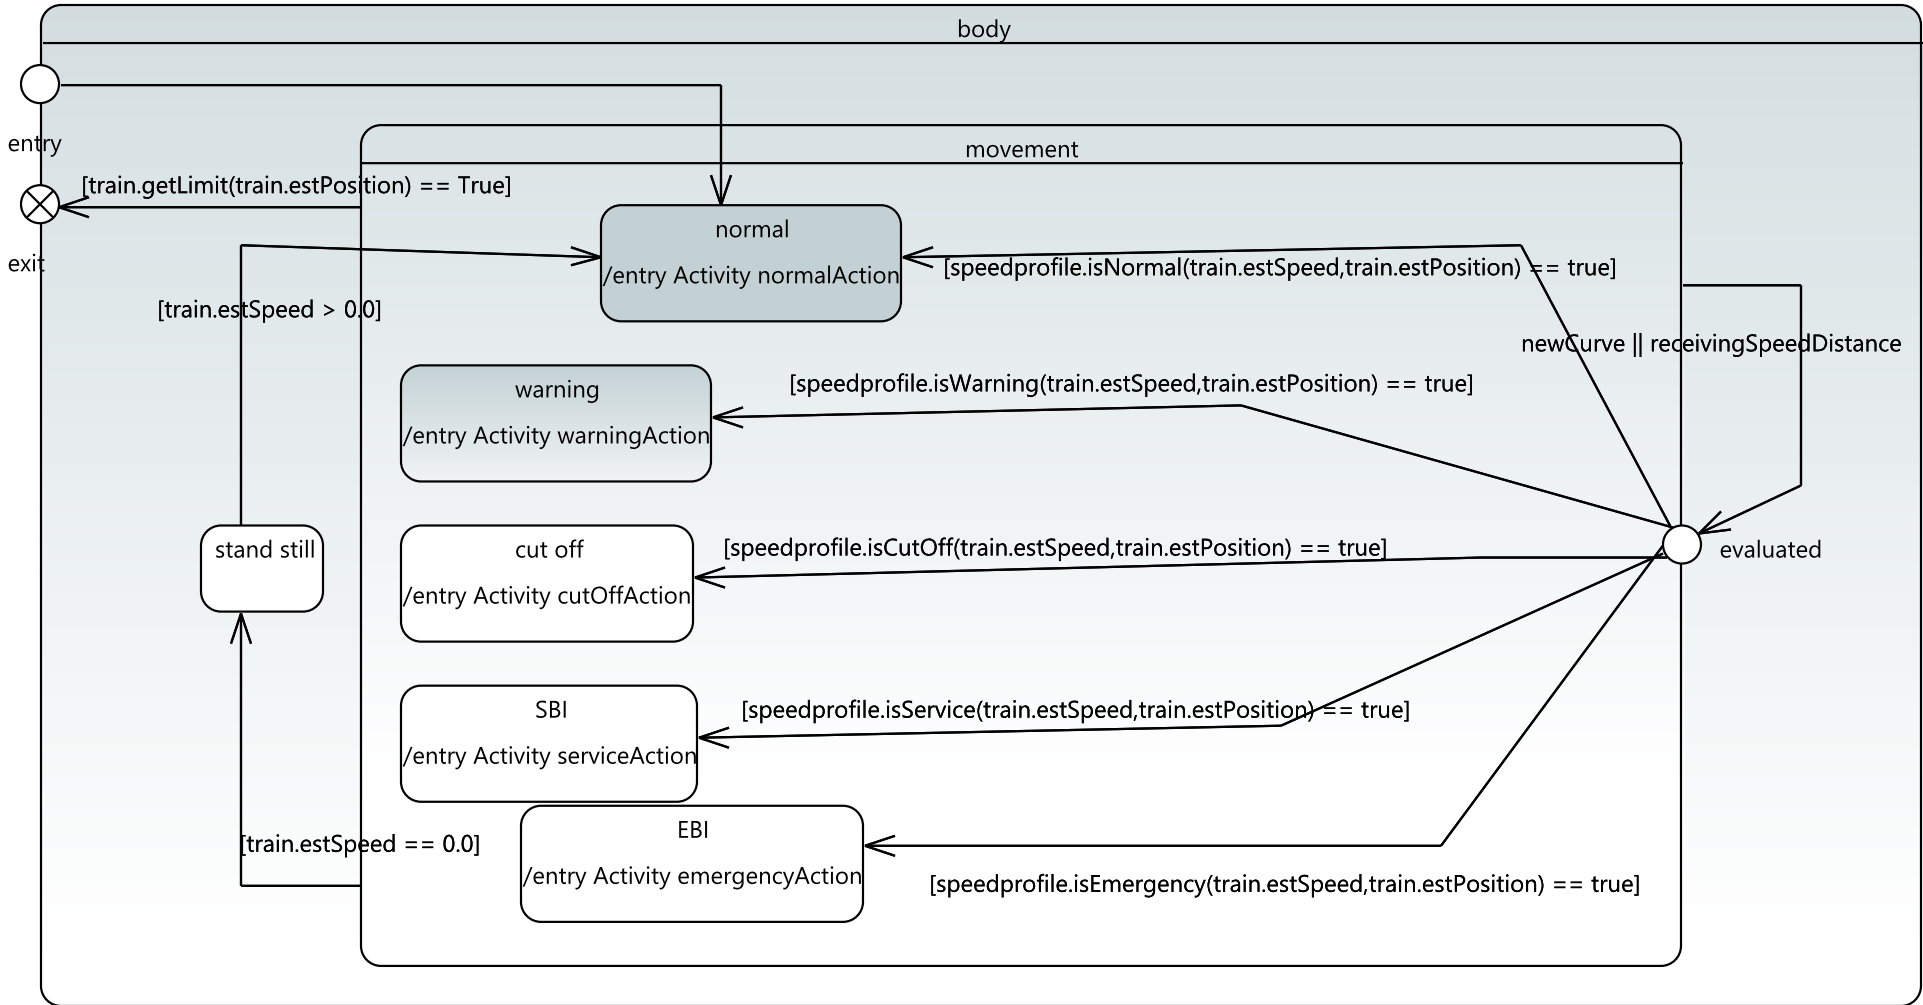 body
entry
movement
[train.getLimit(train.estPosition) == True]
normal
/entry Activity normalAction
[speedprofile.isNormal(train.estSpeed,train.estPosition) == true]
exit
[train.estSpeed > 0.0]
newCurve || receivingSpeedDistance
warning
/entry Activity warningAction
[speedprofile.isWarning(train.estSpeed,train.estPosition) == true]
stand still
cut off
/entry Activity cutOffAction
[speedprofile.isCutOff(train.estSpeed,train.estPosition) == true]
evaluated
SBI
/entry Activity serviceAction
[speedprofile.isService(train.estSpeed,train.estPosition) == true]
[train.estSpeed == 0.0]
EBI
/entry Activity emergencyAction
[speedprofile.isEmergency(train.estSpeed,train.estPosition) == true]